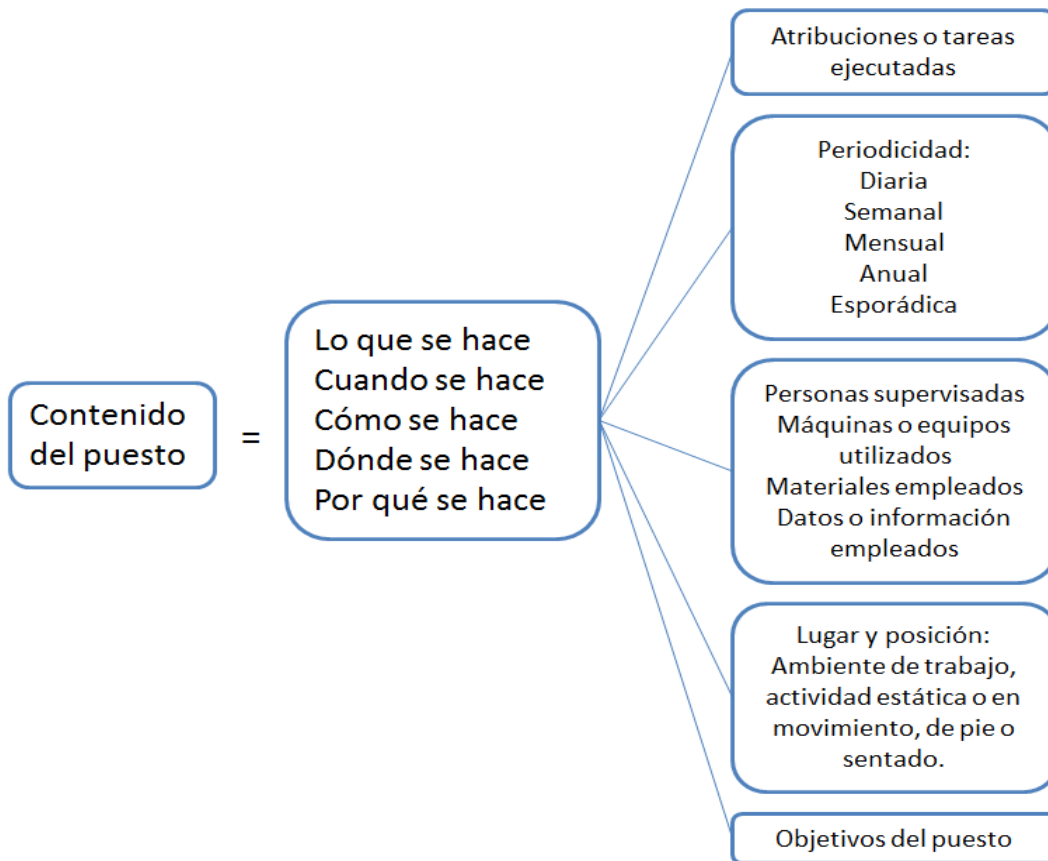 Contenido
del puesto
=
Lo que se hace
Cuando se hace
Cómo se hace
Dónde se hace
Por qué se hace
Atribuciones o tareas
ejecutadas
Periodicidad:
Diaria
Semanal
Mensual
Anual
Esporádica
Personas supervisadas
Máquinas o equipos
utilizados
Materiales empleados
Datos o información
empleados
Lugar y posición:
Ambiente de trabajo,
actividad estática o en
movimiento, de pie o
sentado.
Objetivos del puesto